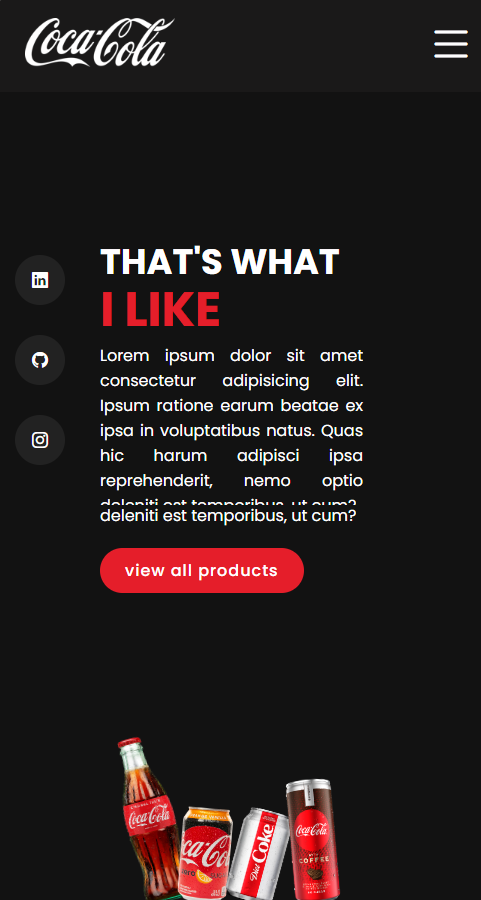 Coca-Cola
THAT'S WHAT
I LIKE
Lorem ipsum dolor sit amet
consectetur adipisicing elit.
Ipsum ratione earum beatae ex
ipsa in voluptatibus natus. Quas
hic harum adipisci ipsa
reprehenderit, nemo optio
deleniti est temporibus, ut cum?
deleniti est temporibus, ut cum?
view all products
Coca-Cola
Coca-Cola
Diet Coke
Coca-Cola
WITH
COFFEE